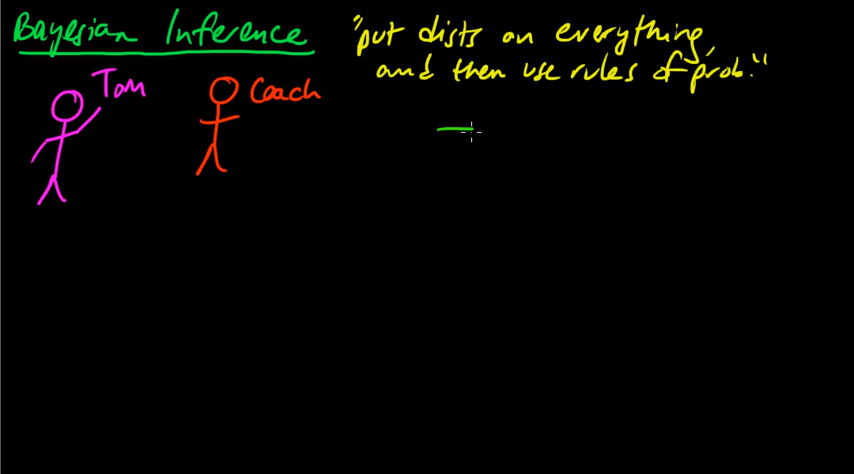 Bayesian Inference
"put dists on everything,
and then use rules of prob."
Tom
Coach